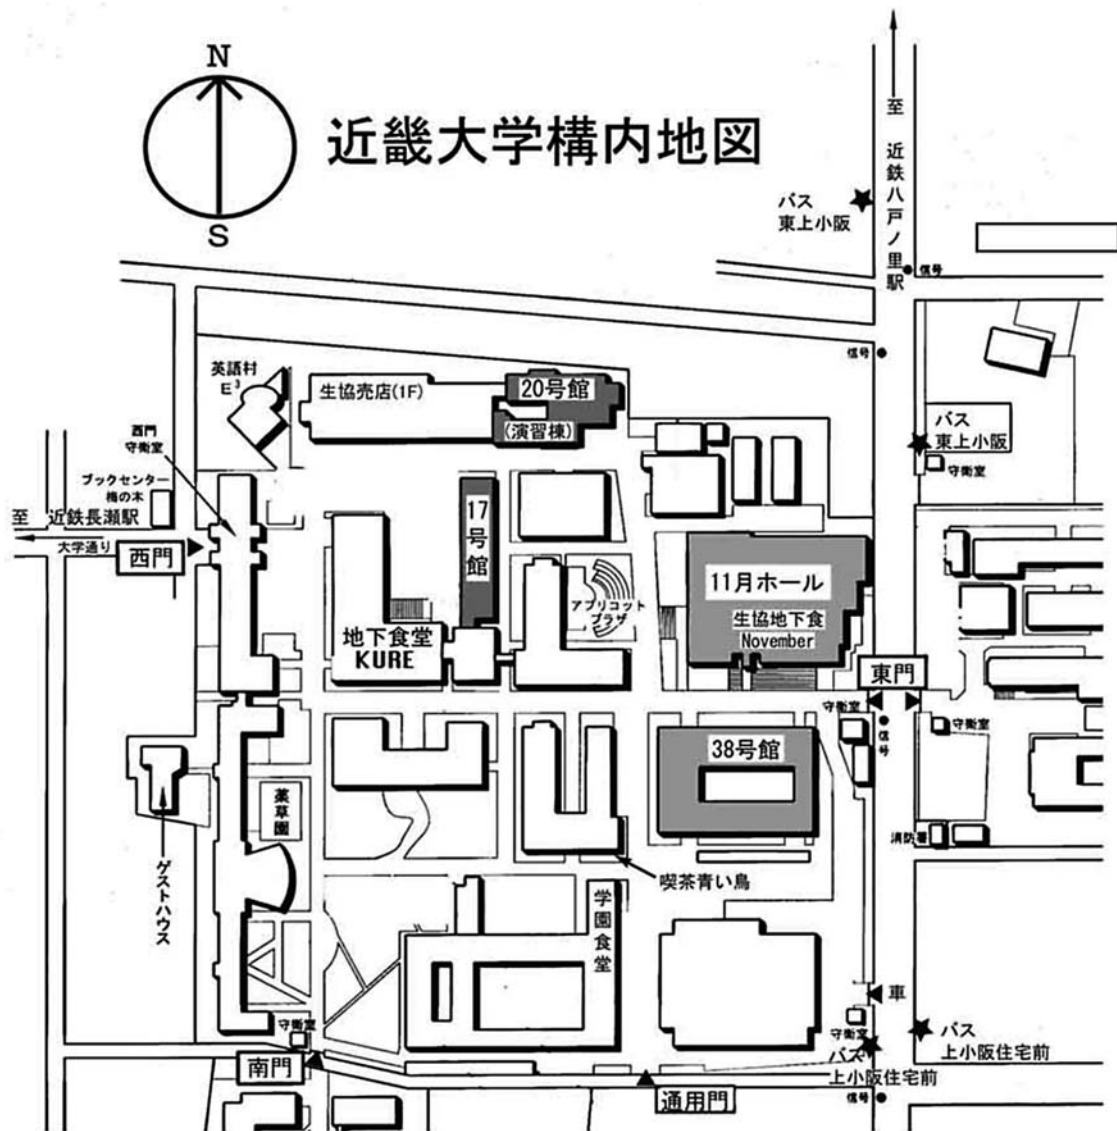 N
S
近畿大学構内地図
至 近鉄八戸ノ里駅
バス
東上小阪
信号
信号
英語村
E³
生協売店(1F)
20号館
(演習棟)
バス
東上小阪
守衛室
西門
守衛室
ブックセンター
梅の木
至 近鉄長瀬駅
大学通り
西門
17号館
アプリコット
プラザ
11月ホール
生協地下食
November
地下食堂
KURE
東門
守衛室
信号
守衛室
38号館
薬草園
消防署
ゲストハウス
喫茶青い鳥
学園食堂
車
守衛室
守衛室
バス
上小阪住宅前
バス
上小阪住宅前
南門
通用門
信号